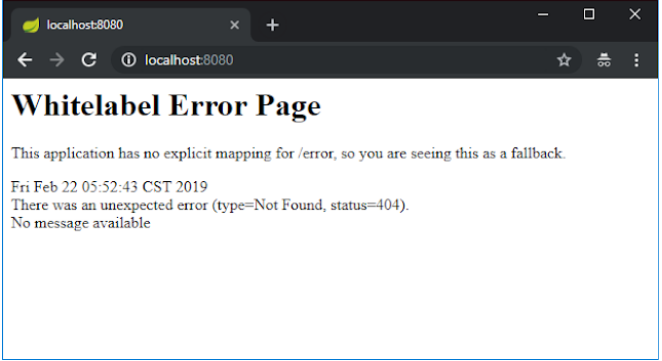 localhost:8080
localhost:8080
Whitelabel Error Page
This application has no explicit mapping for /error, so you are seeing this as a fallback.
Fri Feb 22 05:52:43 CST 2019
There was an unexpected error (type=Not Found, status=404).
No message available